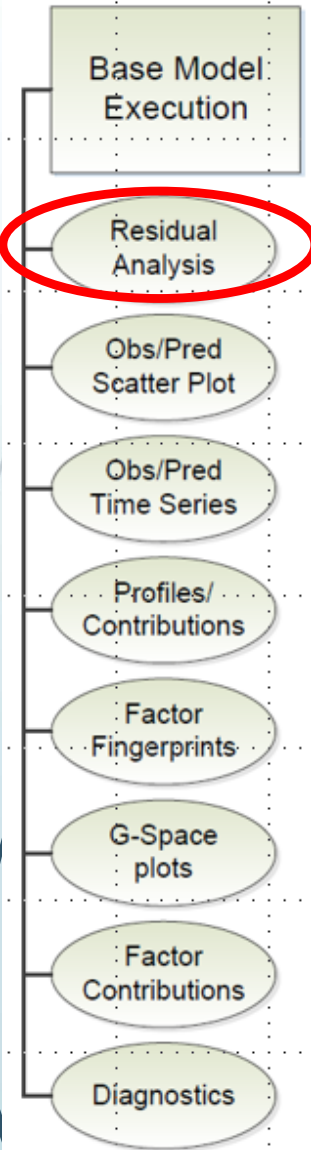 Base Model
Execution
Residual
Analysis
Obs/Pred
Scatter Plot
Obs/Pred
Time Series
Profiles/
Contributions
Factor
Fingerprints
G-Space
plots
Factor
Contributions
Diagnostics